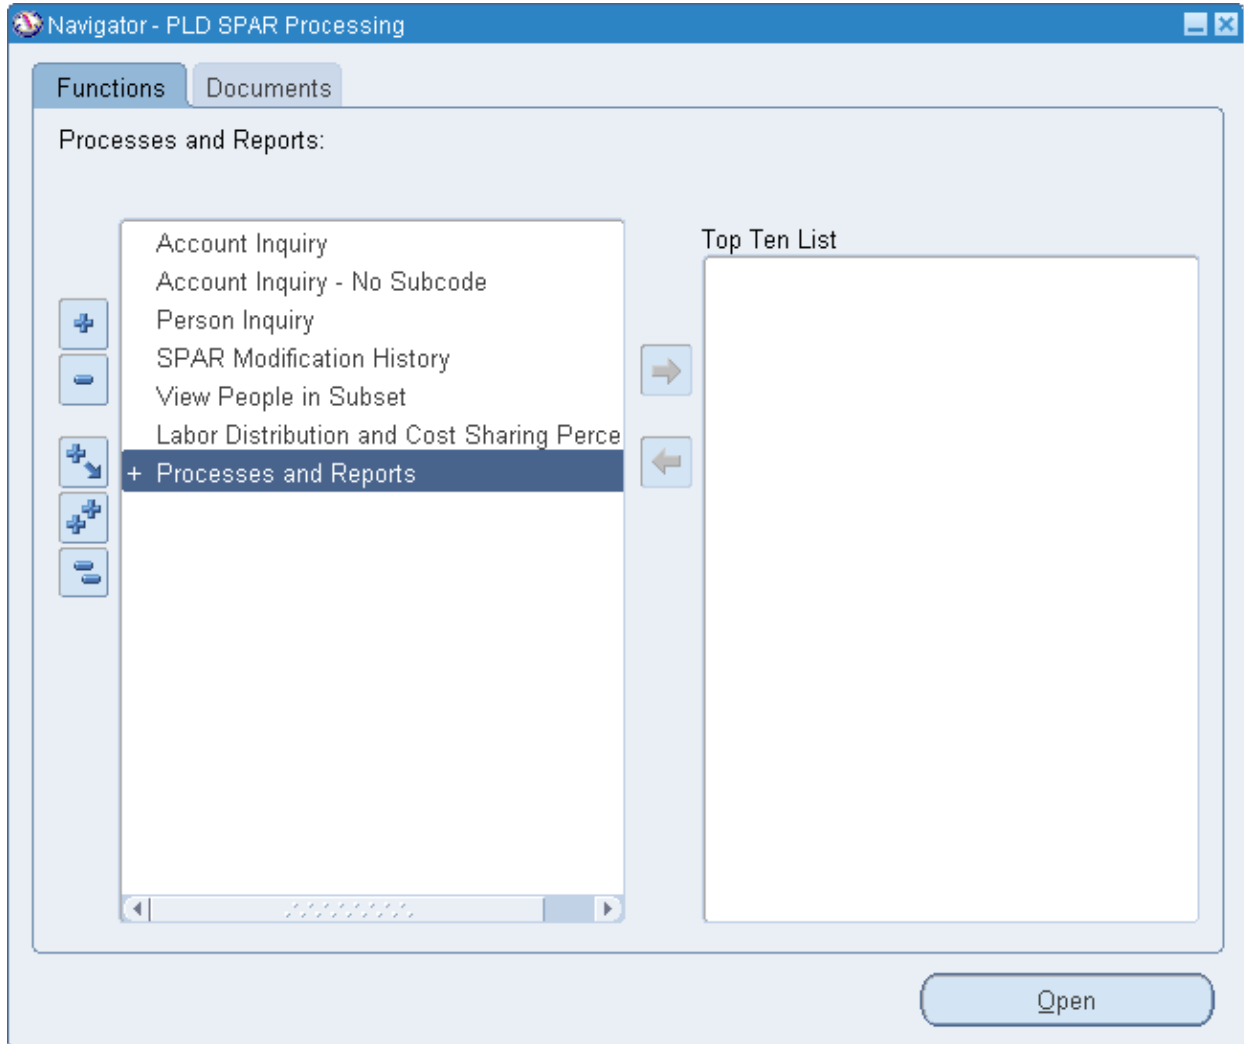 Navigator - PLD SPAR Processing
Functions
Documents
Processes and Reports:
Account Inquiry
Account Inquiry - No Subcode
Person Inquiry
SPAR Modification History
View People in Subset
Labor Distribution and Cost Sharing Perce
+ Processes and Reports
Top Ten List
Open